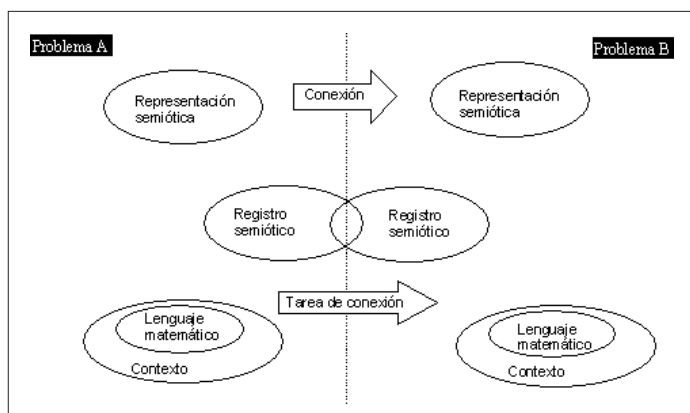 Problema A
Problema B
Representación
semiótica
Conexión
Representación
semiótica
Registro
semiótico
Registro
semiótico
Tarea de conexión
Lenguaje
matemático
Contexto
Lenguaje
matemático
Contexto